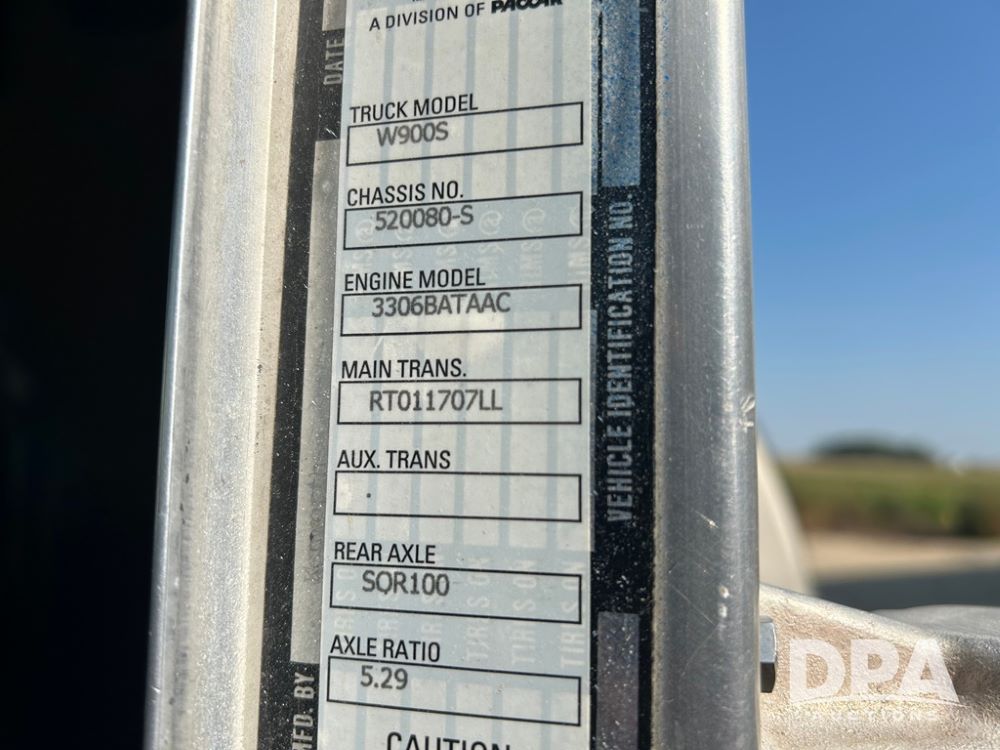 A DIVISION OF PACCAR
DATE
TRUCK MODEL
W900S
CHASSIS NO.
520080-S
ENGINE MODEL
3306BATAAC
MAIN TRANS.
RT011707LL
AUX. TRANS
REAR AXLE
SQR100
AXLE RATIO
5.29
CAUTION
VEHICLE IDENTIFICATION NO.
MFD. BY
DPA
AUCTIONS